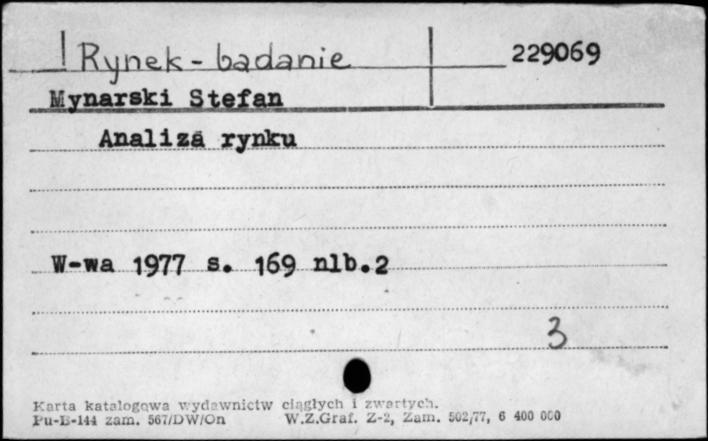 Rynek - badanie 229069
Mynarski Stefan
Analiza rynku
W-wa 1977 s. 169 nlb.2
3
Karta katalogowa wydawnictw ciągłych i zwartych.
Pu-B-144 zam. 567/DW/On W.Z.Graf. Z-2, Zam. 502/77, 6 400 000